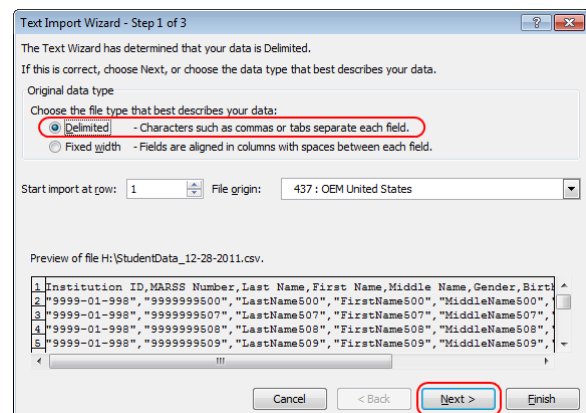 Text Import Wizard - Step 1 of 3
The Text Wizard has determined that your data is Delimited.
If this is correct, choose Next, or choose the data type that best describes your data.
Original data type
Choose the file type that best describes your data:
Delimited - Characters such as commas or tabs separate each field.
Fixed width - Fields are aligned in columns with spaces between each field.
Start import at row: 1 File origin: 437 : OEM United States
Preview of file H:\StudentData_12-28-2011.csv.
1 Institution ID,MARSS Number,Last Name,First Name,Middle Name,Gender,Birth
2 "9999-01-998","9999999500","LastName500","FirstName500","MiddleName500","
3 "9999-01-998","9999999507","LastName507","FirstName507","MiddleName507","
4 "9999-01-998","9999999508","LastName508","FirstName508","MiddleName508","
5 "9999-01-998","9999999509","LastName509","FirstName509","MiddleName509","
Cancel < Back Next > Finish